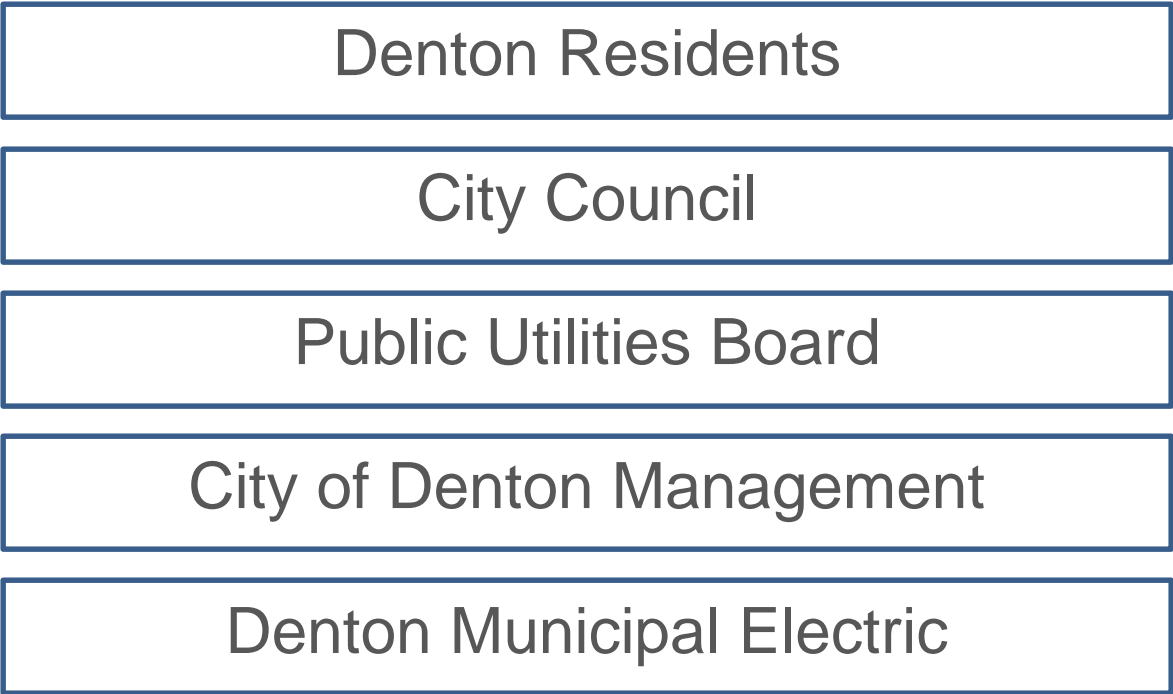 Denton Residents
City Council
Public Utilities Board
City of Denton Management
Denton Municipal Electric